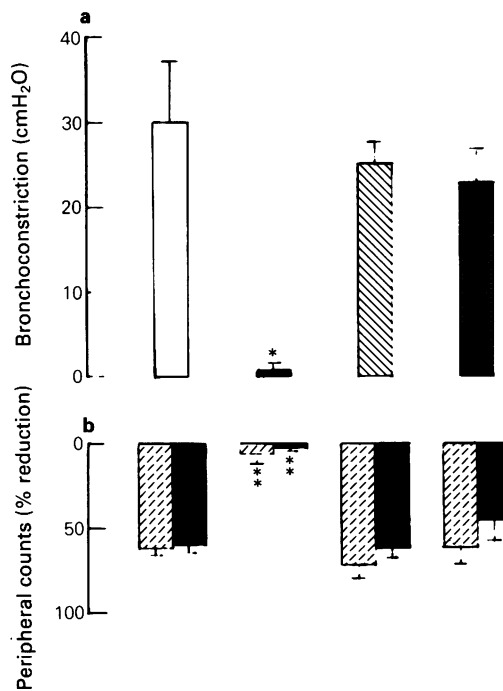 a
Bronchoconstriction (cmH₂O)
40
30
20
10
0
*
b
Peripheral counts (% reduction)
0
50
100
* *
* *